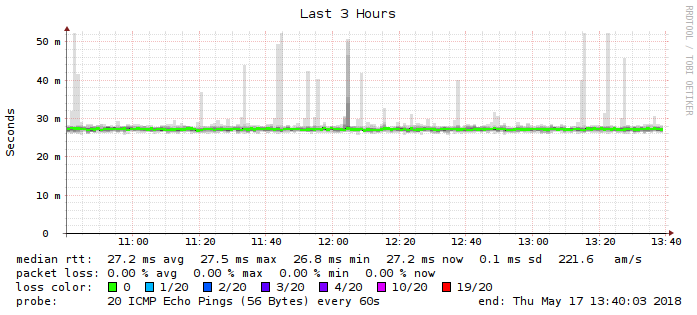 Last 3 Hours
RRDTOOL / TOBI OETIKER
Seconds
50 m
40 m
30 m
20 m
10 m
0
11:00 11:20 11:40 12:00 12:20 12:40 13:00 13:20 13:40
median rtt: 27.2 ms avg 27.5 ms max 26.8 ms min 27.2 ms now 0.1 ms sd 221.6 am/s
packet loss: 0.00 % avg 0.00 % max 0.00 % min 0.00 % now
loss color: 0 1/20 2/20 3/20 4/20 10/20 19/20
probe: 20 ICMP Echo Pings (56 Bytes) every 60s end: Thu May 17 13:40:03 2018